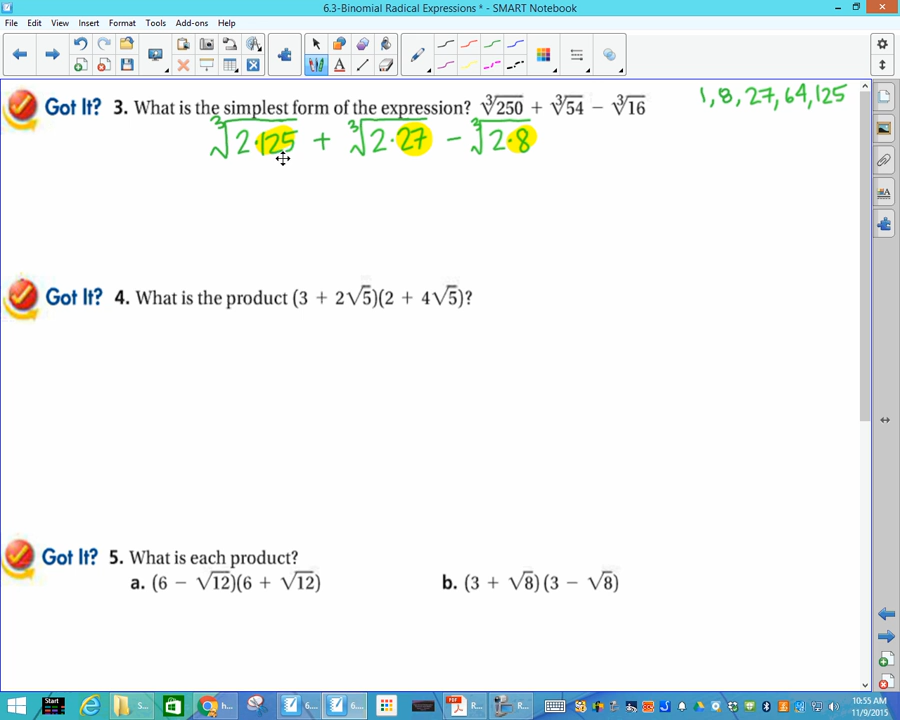 6.3-Binomial Radical Expressions * - SMART Notebook
File Edit View Insert Format Tools Add-ons Help
Got It? 3. What is the simplest form of the expression? ∛250 + ∛54 − ∛16
1, 8, 27, 64, 125
∛2·125 + ∛2·27 − ∛2·8
Got It? 4. What is the product (3 + 2√5)(2 + 4√5)?
Got It? 5. What is each product?
a. (6 − √12)(6 + √12) b. (3 + √8)(3 − √8)
Start S... h... 6... 6... R... R... 10:55 AM
11/9/2015